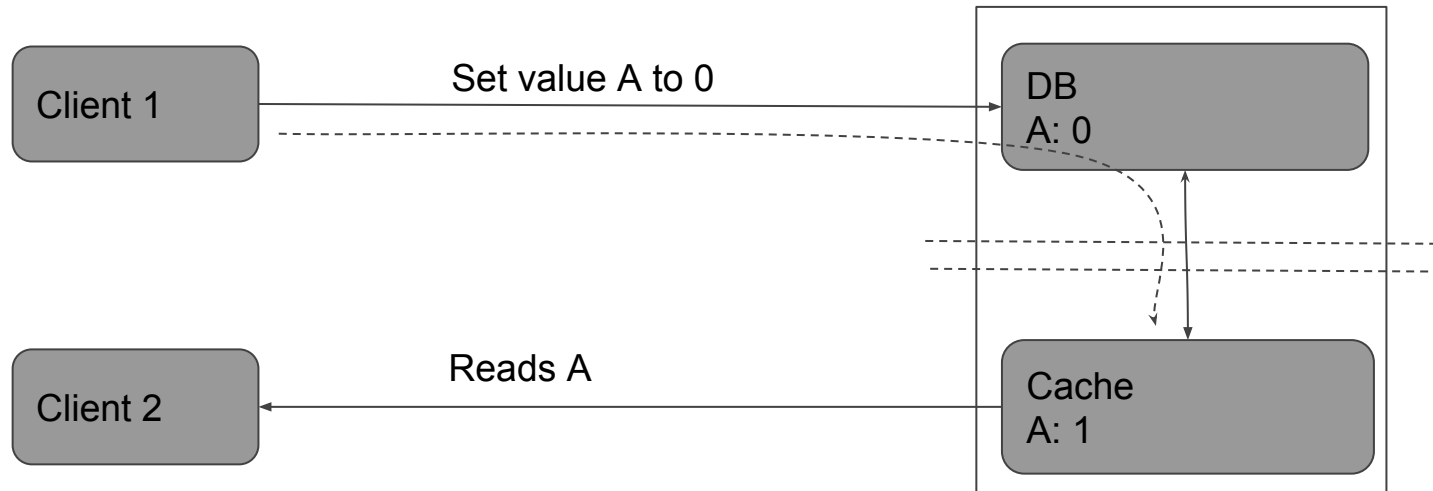 Client 1
Set value A to 0
DB
A: 0
Client 2
Reads A
Cache
A: 1